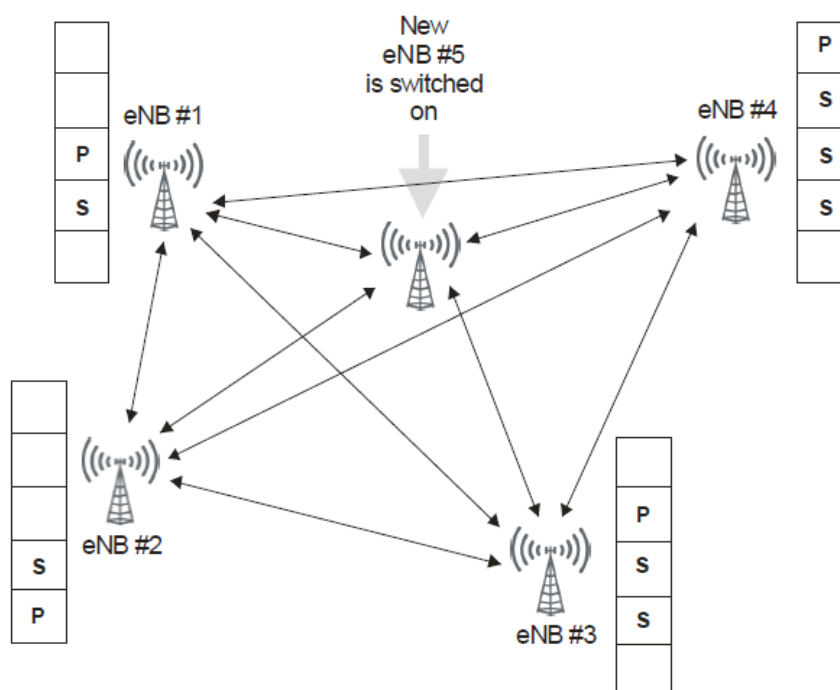 New
eNB #5
is switched
on
eNB #1
P
S
eNB #4
P
S
S
S
eNB #2
S
P
eNB #3
P
S
S